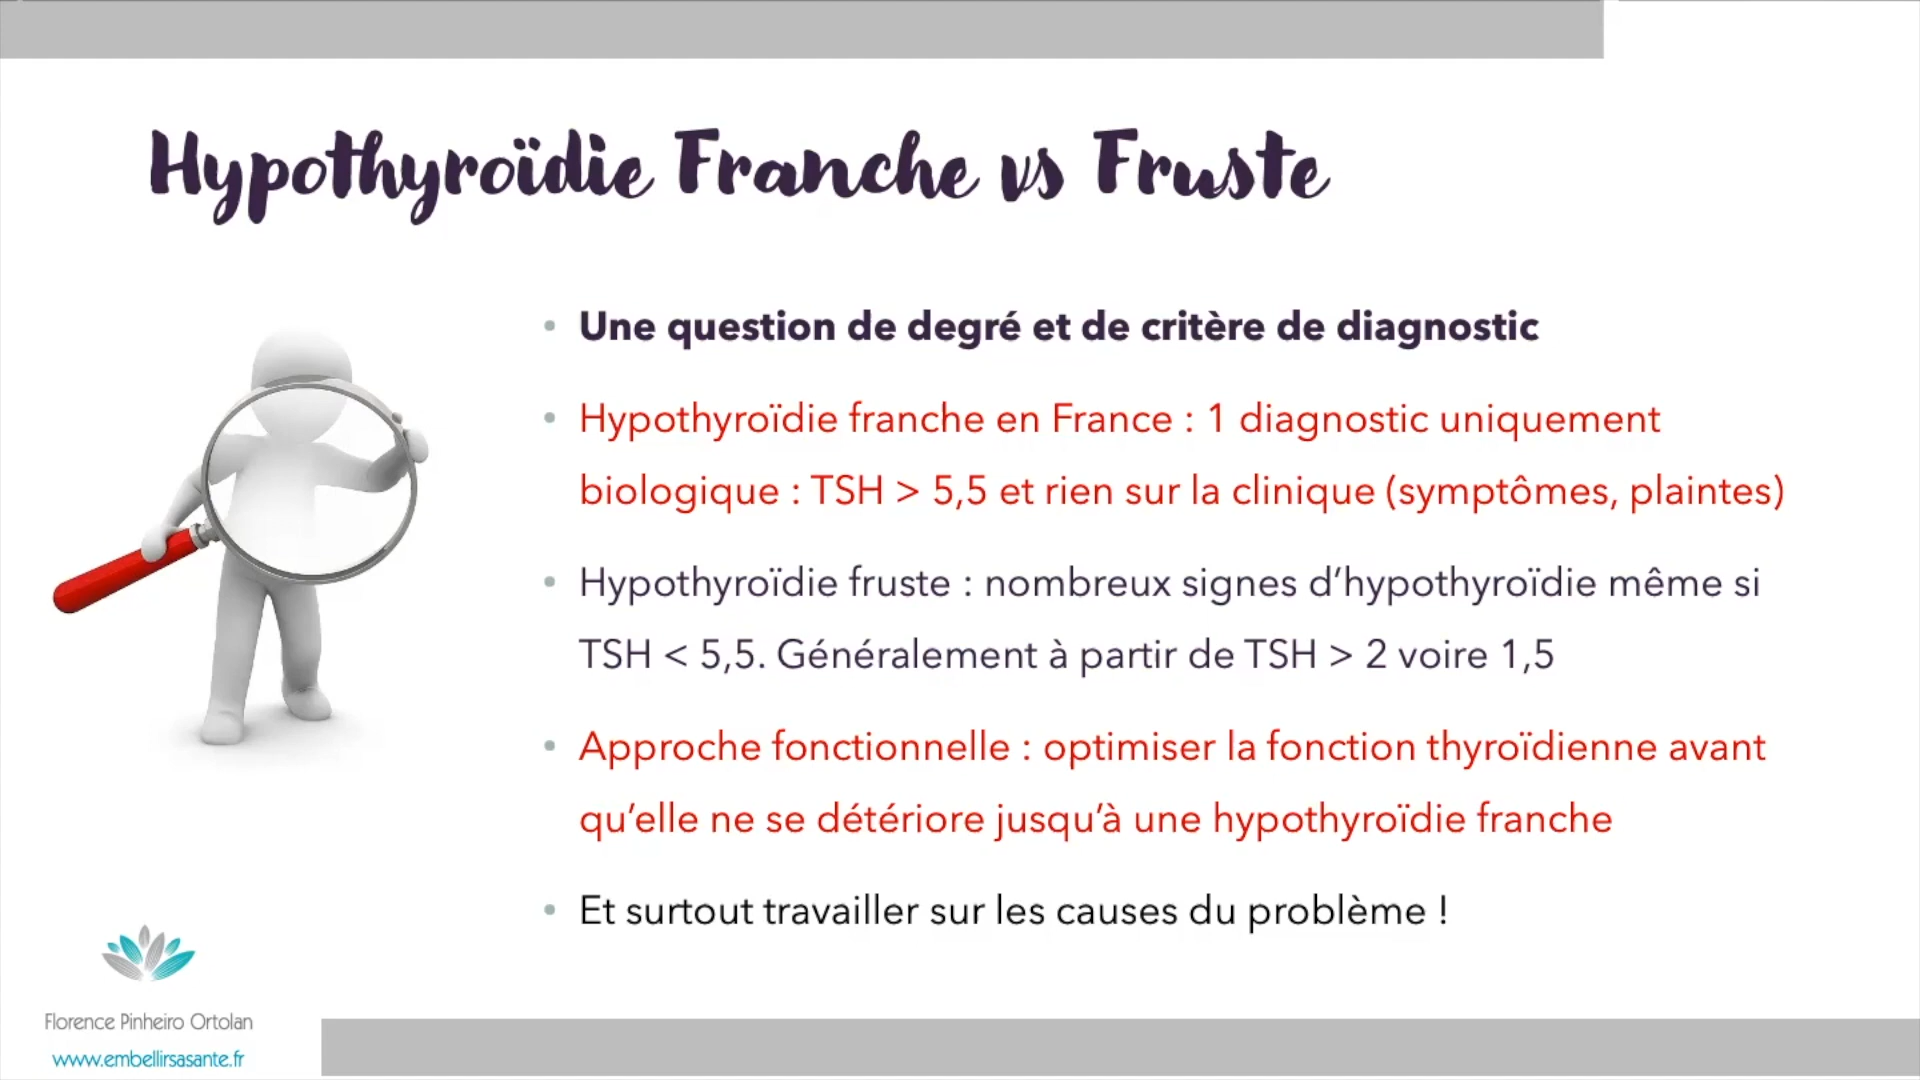 Hypothyroïdie Franche vs Fruste
• Une question de degré et de critère de diagnostic
• Hypothyroïdie franche en France : 1 diagnostic uniquement
biologique : TSH > 5,5 et rien sur la clinique (symptômes, plaintes)
• Hypothyroïdie fruste : nombreux signes d’hypothyroïdie même si
TSH < 5,5. Généralement à partir de TSH > 2 voire 1,5
• Approche fonctionnelle : optimiser la fonction thyroïdienne avant
qu’elle ne se détériore jusqu’à une hypothyroïdie franche
• Et surtout travailler sur les causes du problème !
Florence Pinheiro Ortolan
www.embellirsasante.fr